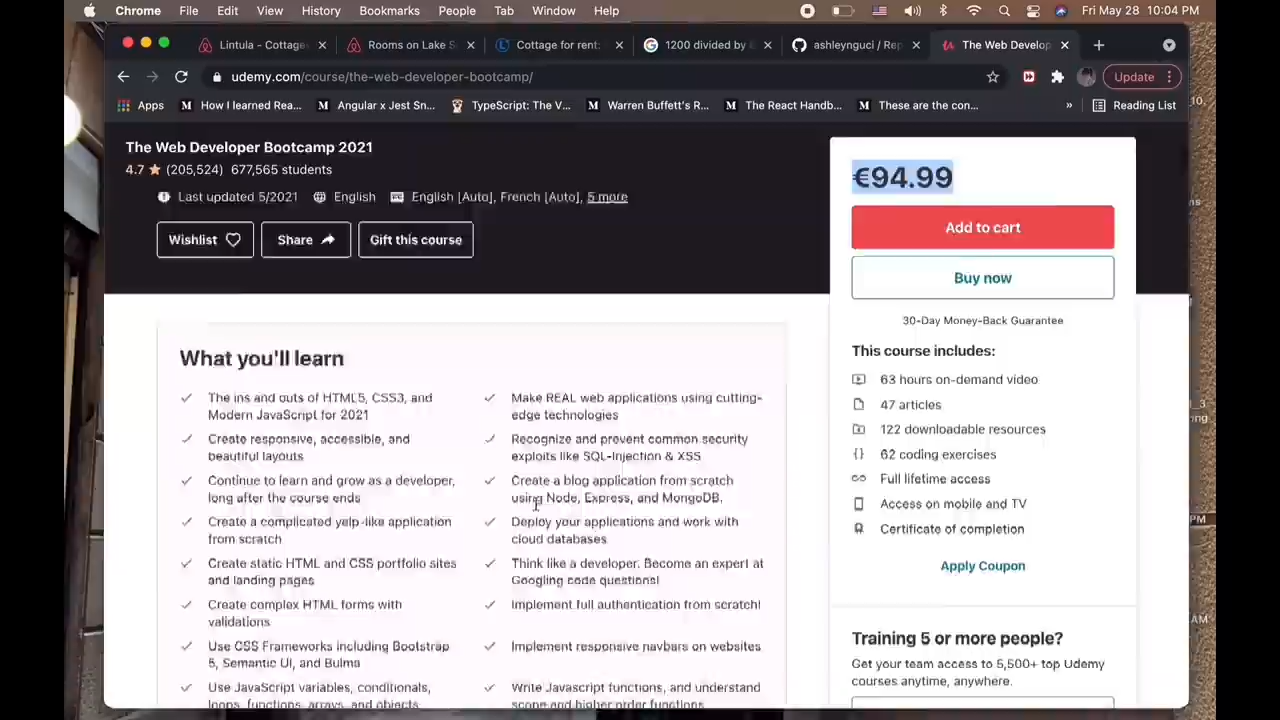 Chrome File Edit View History Bookmarks People Tab Window Help Fri May 28 10:04 PM
Lintula - Cottage Rooms on Lake S Cottage for rent: 1200 divided by ashleynguci / Rep The Web Develop
udemy.com/course/the-web-developer-bootcamp/ Update
Apps How I learned Rea... Angular x Jest Sn... TypeScript: The V... Warren Buffett's R... The React Handb... These are the con... » Reading List
The Web Developer Bootcamp 2021
4.7 (205,524) 677,565 students
Last updated 5/2021 English English [Auto], French [Auto], 5 more
Wishlist Share Gift this course
€94.99
Add to cart
Buy now
30-Day Money-Back Guarantee
This course includes:
63 hours on-demand video
47 articles
122 downloadable resources
62 coding exercises
Full lifetime access
Access on mobile and TV
Certificate of completion
Apply Coupon
Training 5 or more people?
Get your team access to 5,500+ top Udemy
courses anytime, anywhere.
What you'll learn
The ins and outs of HTML5, CSS3, and
Modern JavaScript for 2021
Create responsive, accessible, and
beautiful layouts
Continue to learn and grow as a developer,
long after the course ends
Create a complicated yelp-like application
from scratch
Create static HTML and CSS portfolio sites
and landing pages
Create complex HTML forms with
validations
Use CSS Frameworks including Bootstrap
5, Semantic UI, and Bulma
Use JavaScript variables, conditionals,
loops, functions, arrays, and objects.
Make REAL web applications using cutting-
edge technologies
Recognize and prevent common security
exploits like SQL-Injection & XSS
Create a blog application from scratch
using Node, Express, and MongoDB.
Deploy your applications and work with
cloud databases
Think like a developer. Become an expert at
Googling code questions!
Implement full authentication from scratch!
Implement responsive navbars on websites
Write Javascript functions, and understand
scope and higher order functions